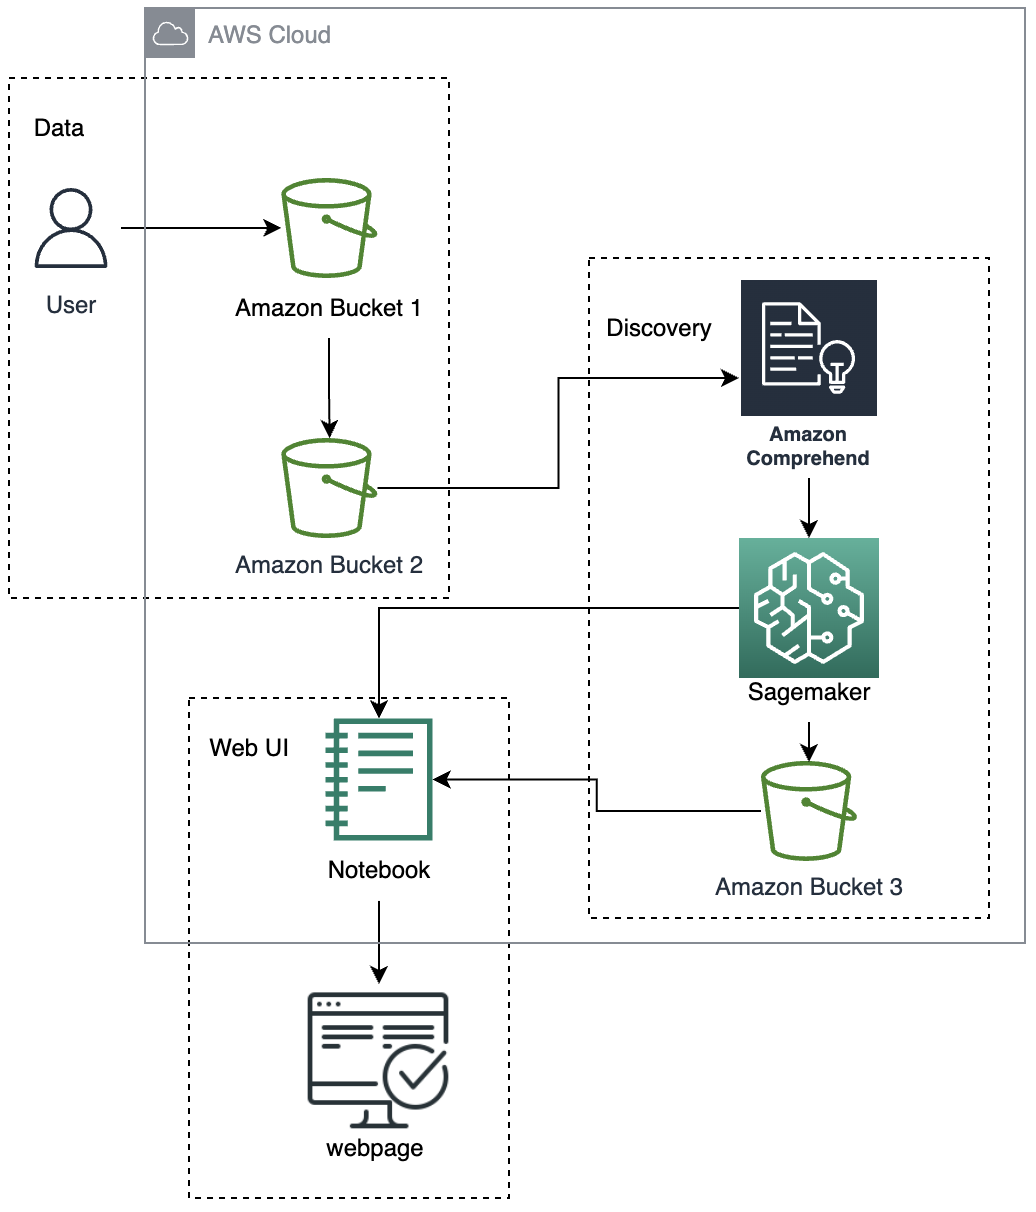 AWS Cloud
Data
User
Amazon Bucket 1
Amazon Bucket 2
Discovery
Amazon
Comprehend
Sagemaker
Amazon Bucket 3
Web UI
Notebook
webpage